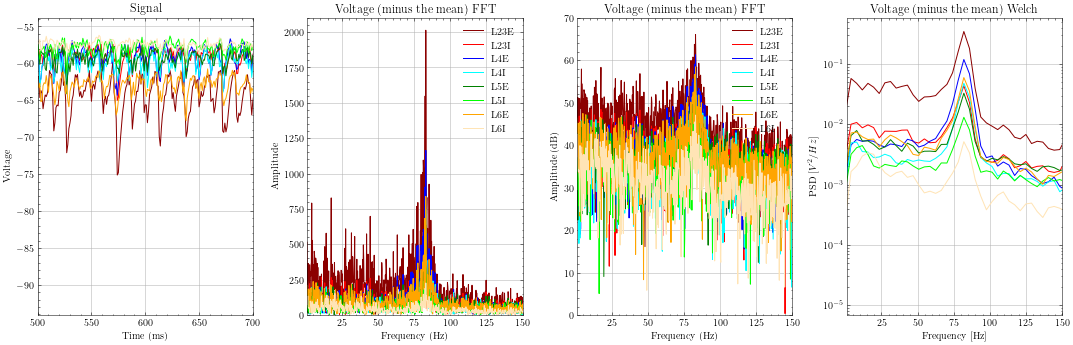 Signal
−55
−60
−65
−70
−75
−80
−85
−90
Voltage
500 550 600 650 700
Time (ms)
Voltage (minus the mean) FFT
2000
1750
1500
1250
1000
750
500
250
0
Amplitude
L23E
L23I
L4E
L4I
L5E
L5I
L6E
L6I
25 50 75 100 125 150
Frequency (Hz)
Voltage (minus the mean) FFT
70
60
50
40
30
20
10
0
Amplitude (dB)
L23E
L23I
L4E
L4I
L5E
L5I
L6E
25 50 75 100 125 150
Frequency (Hz)
Voltage (minus the mean) Welch
10⁻¹
10⁻²
10⁻³
10⁻⁴
10⁻⁵
PSD [V²/Hz]
25 50 75 100 125 150
Frequency [Hz]